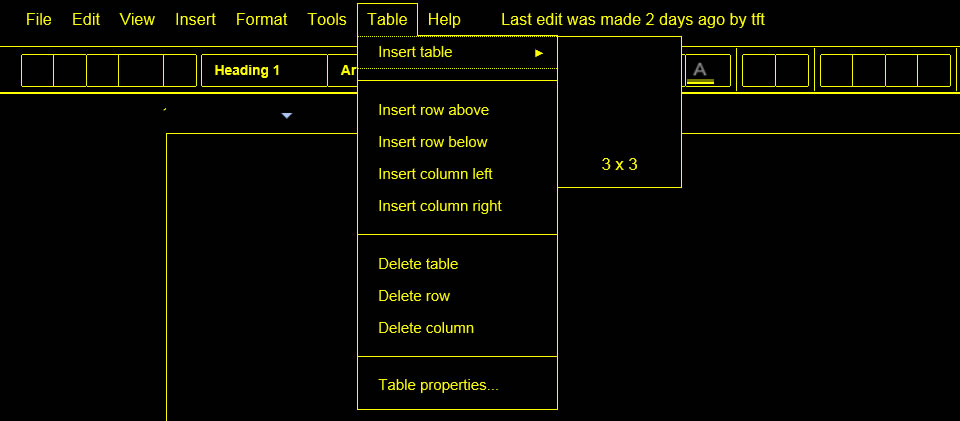 File Edit View Insert Format Tools Table Help Last edit was made 2 days ago by tft
Heading 1 Ar A
Insert table ►
Insert row above
Insert row below
Insert column left
Insert column right
3 x 3
Delete table
Delete row
Delete column
Table properties...